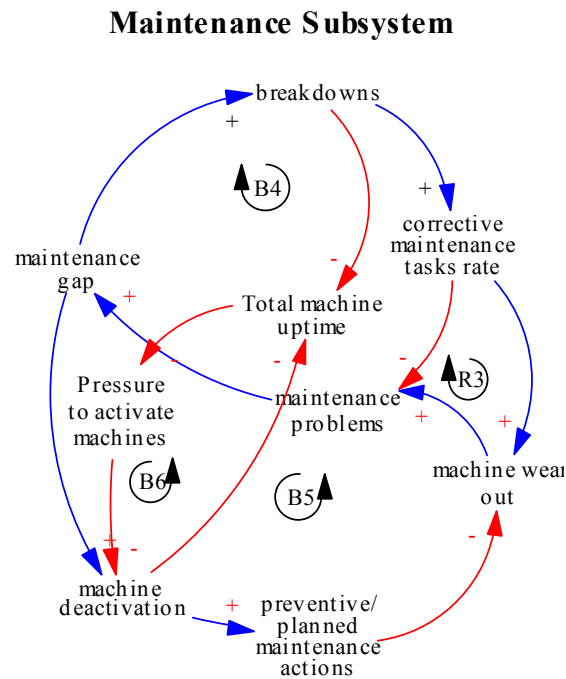 Maintenance Subsystem
breakdowns
+
B4
+
corrective
maintenance
tasks rate
maintenance
gap
-
+
Total machine
uptime
-
-
-
R3
Pressure
to activate
machines
maintenance
problems
+
+
machine wear
out
B6
B5
-
+
-
machine
deactivation
+
preventive/
planned
maintenance
actions